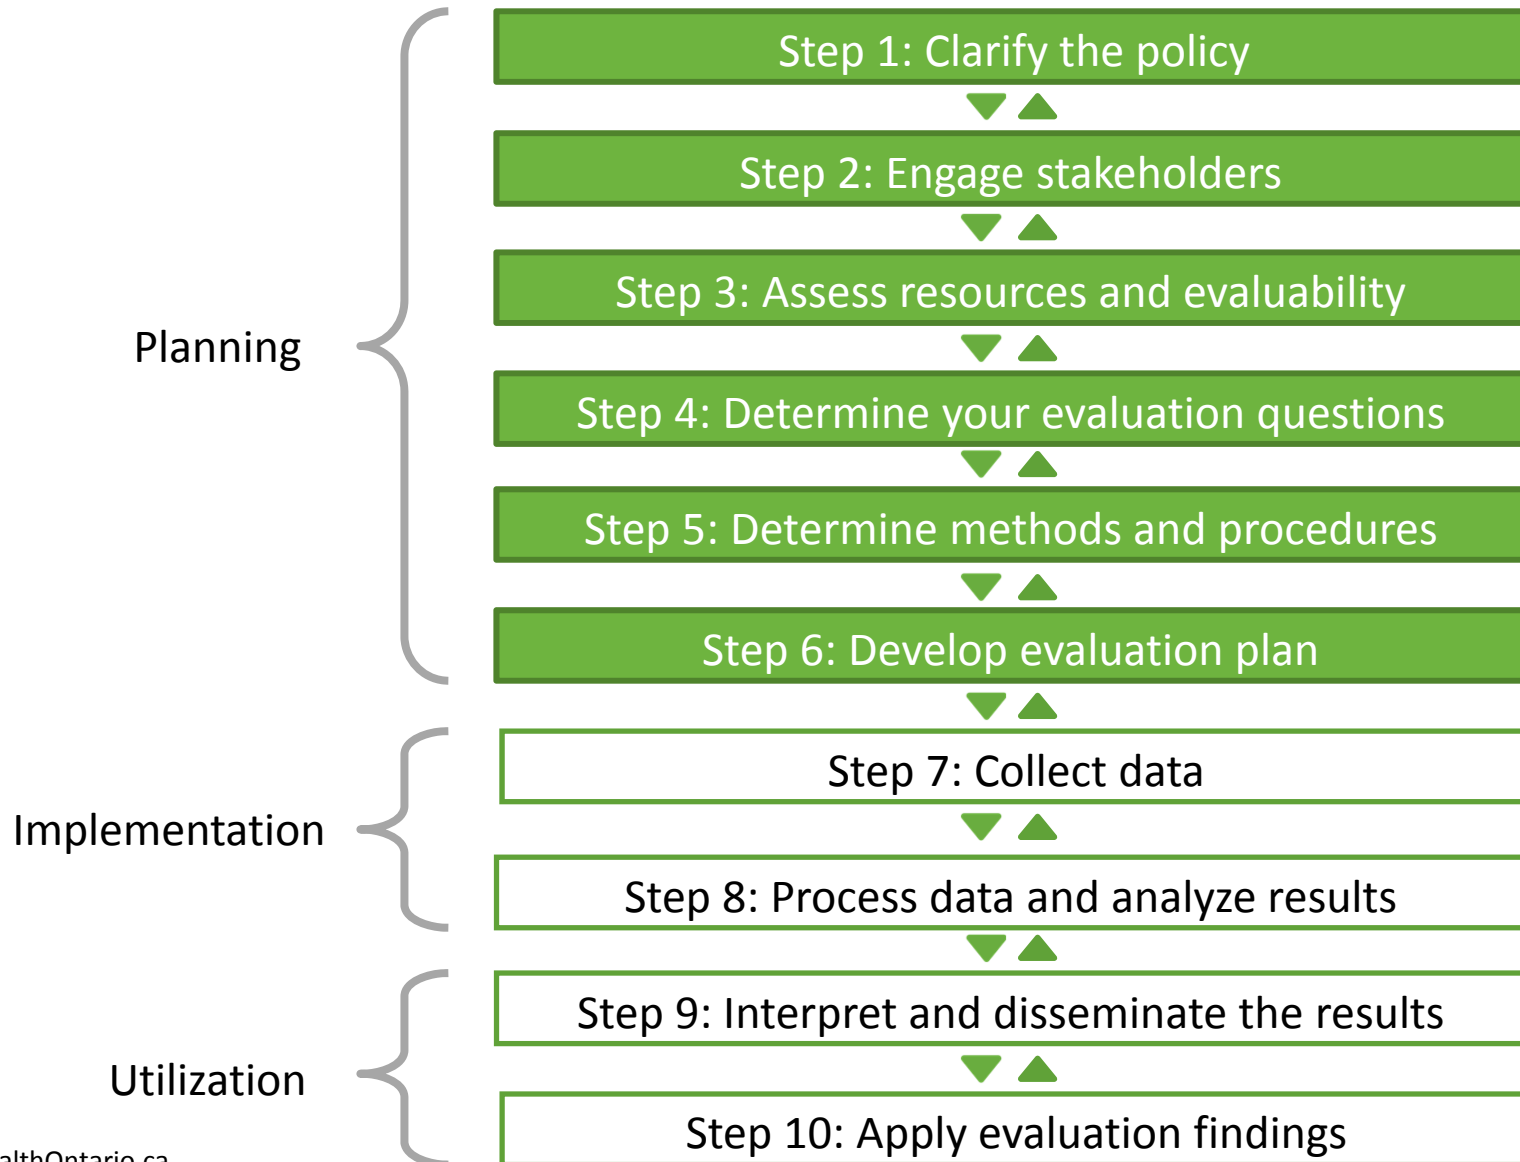 Step 1: Clarify the policy
Step 2: Engage stakeholders
Step 3: Assess resources and evaluability
Planning
Step 4: Determine your evaluation questions
Step 5: Determine methods and procedures
Step 6: Develop evaluation plan
Step 7: Collect data
Implementation
Step 8: Process data and analyze results
Step 9: Interpret and disseminate the results
Utilization
Step 10: Apply evaluation findings
althOntario.ca